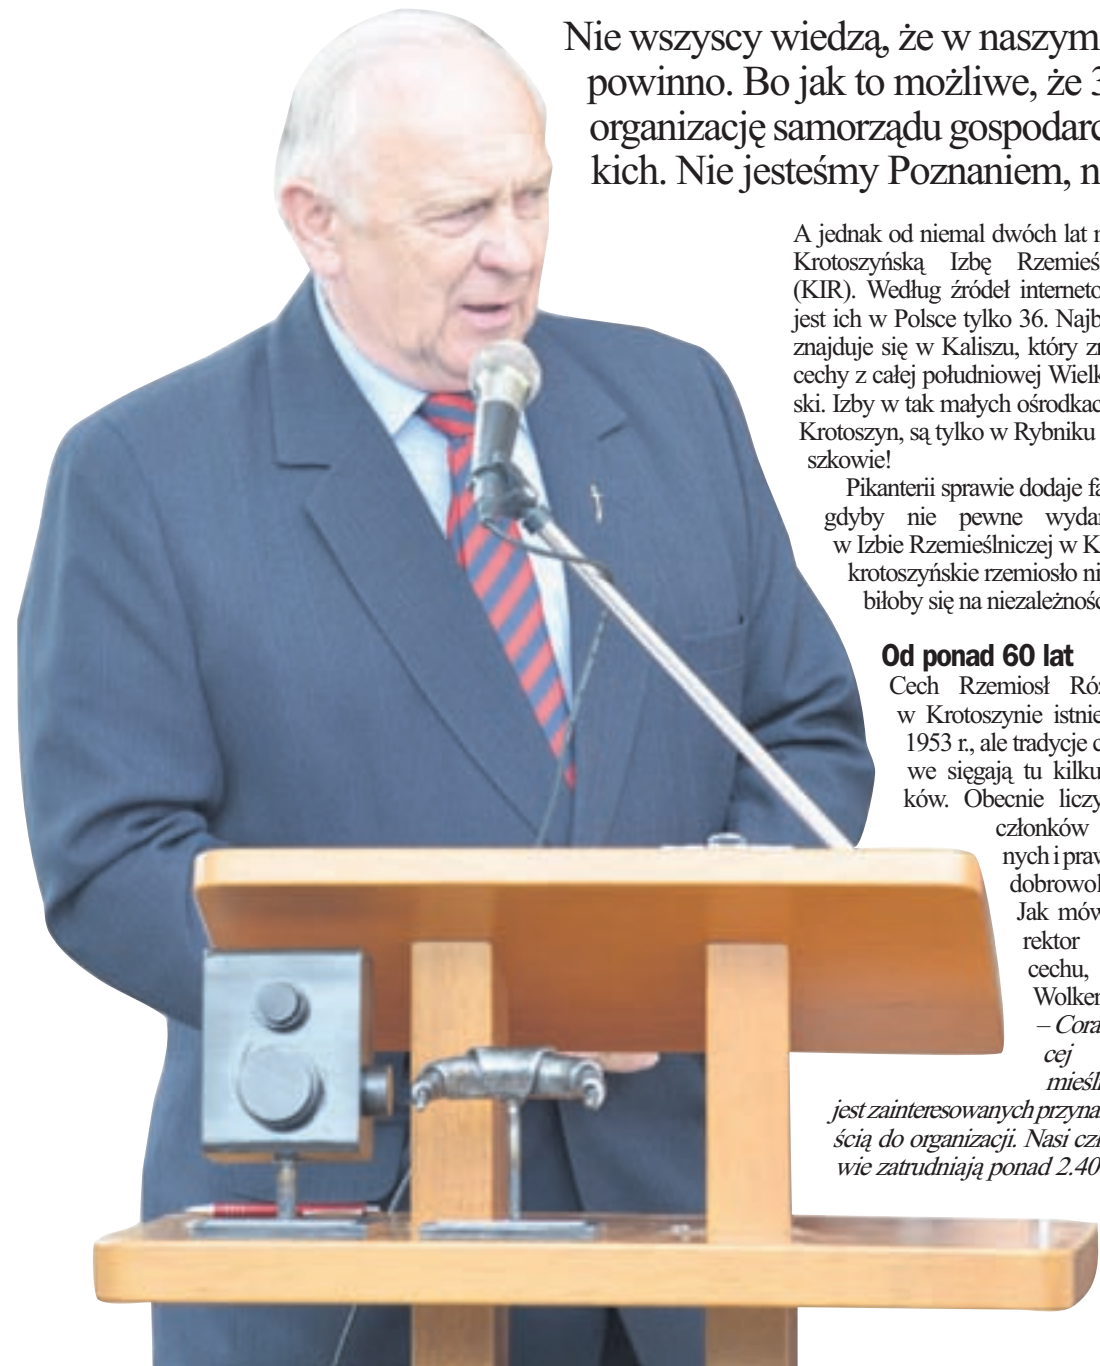 Nie wszyscy wiedzą, że w naszym
powinno. Bo jak to możliwe, że 3
organizację samorządu gospodarc
kich. Nie jesteśmy Poznaniem, n
A jednak od niemal dwóch lat m
Krotoszyńską Izbę Rzemieś
(KIR). Według źródeł interneto
jest ich w Polsce tylko 36. Najb
znajduje się w Kaliszu, który zr
cechy z całej południowej Wielk
ski. Izby w tak małych ośrodkac
Krotoszyn, są tylko w Rybniku
szkowie!
Pikanterii sprawie dodaje fa
gdyby nie pewne wydar
w Izbie Rzemieślniczej w K
krotoszyńskie rzemiosło ni
biłoby się na niezależnoś
Od ponad 60 lat
Cech Rzemiosł Róż
w Krotoszynie istnie
1953 r., ale tradycje c
we sięgają tu kilku
ków. Obecnie liczy
członków
nych i praw
dobrowol
Jak mów
rektor
cechu,
Wolken
– Cora
cej
mieśl
jest zainteresowanych przyna
ścią do organizacji. Nasi czł
wie zatrudniają ponad 2.40